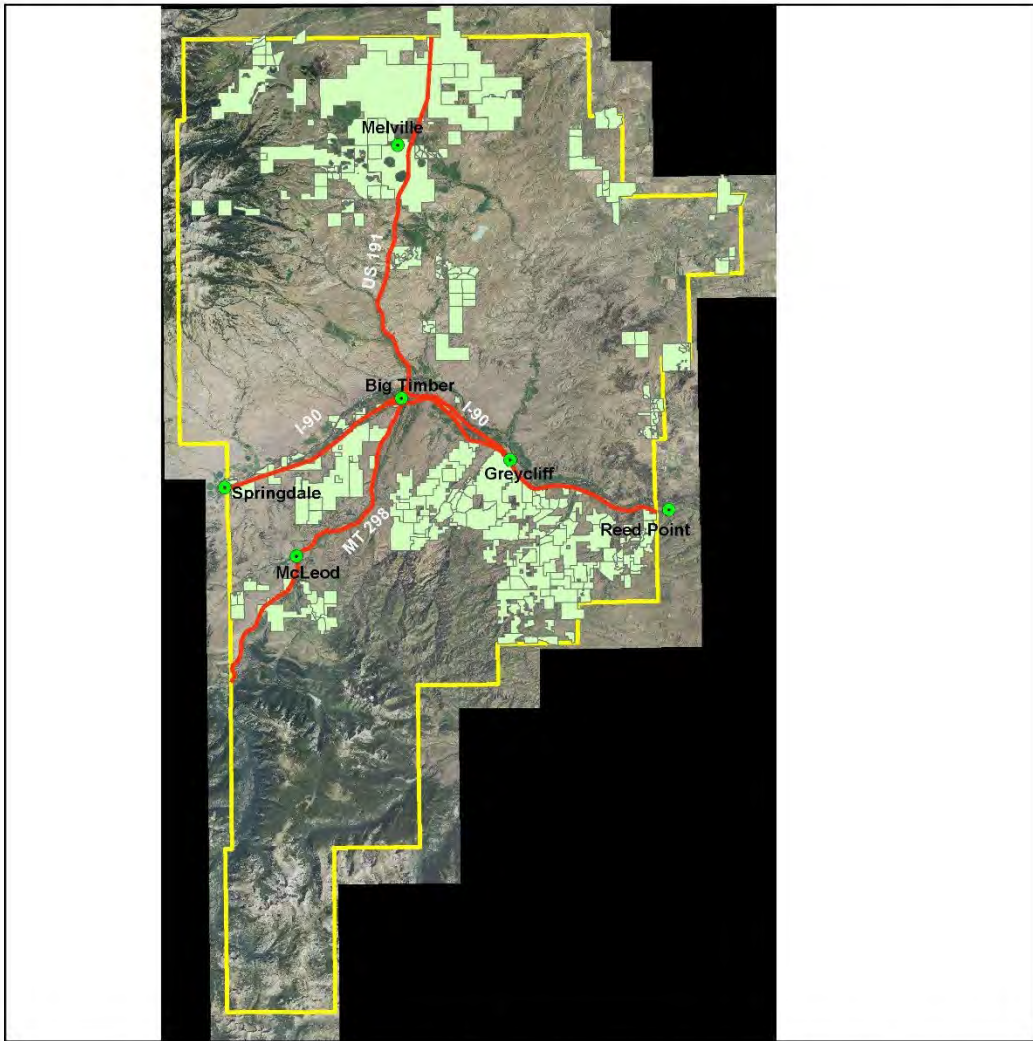 Melville
US 191
Big Timber
I-90
I-90
Greycliff
Springdale
Reed Point
MT 298
McLeod